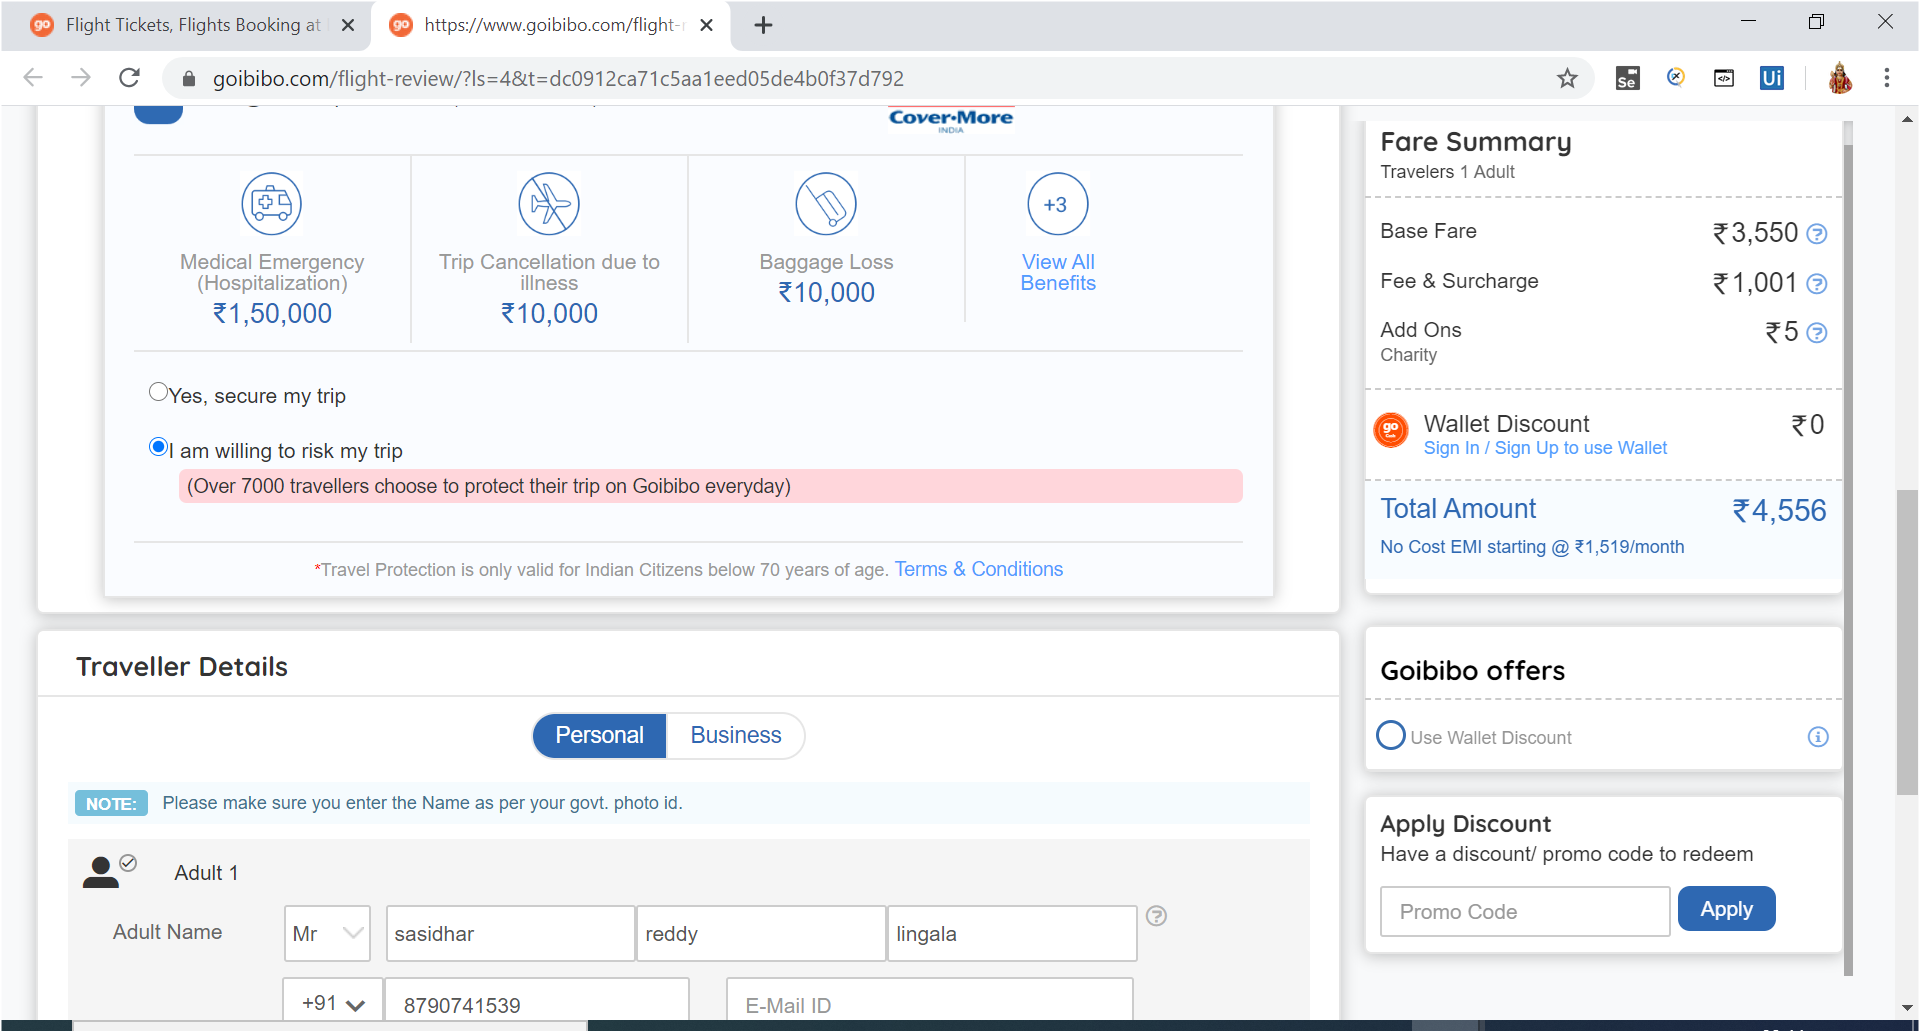 Flight Tickets, Flights Booking at
https://www.goibibo.com/flight-
goibibo.com/flight-review/?ls=4&t=dc0912ca71c5aa1eed05de4b0f37d792
Se
Ui
Cover-More
INDIA
Medical Emergency
(Hospitalization)
₹1,50,000
Trip Cancellation due to
illness
₹10,000
Baggage Loss
₹10,000
+3
View All
Benefits
Yes, secure my trip
I am willing to risk my trip
(Over 7000 travellers choose to protect their trip on Goibibo everyday)
*Travel Protection is only valid for Indian Citizens below 70 years of age. Terms & Conditions
Traveller Details
Personal
Business
NOTE:
Please make sure you enter the Name as per your govt. photo id.
Adult 1
Adult Name
Mr
sasidhar
reddy
lingala
+91
8790741539
E-Mail ID
Fare Summary
Travelers 1 Adult
Base Fare
₹3,550
Fee & Surcharge
₹1,001
Add Ons
₹5
Charity
go
Wallet Discount
₹0
Sign In / Sign Up to use Wallet
Total Amount
₹4,556
No Cost EMI starting @ ₹1,519/month
Goibibo offers
Use Wallet Discount
Apply Discount
Have a discount/ promo code to redeem
Promo Code
Apply